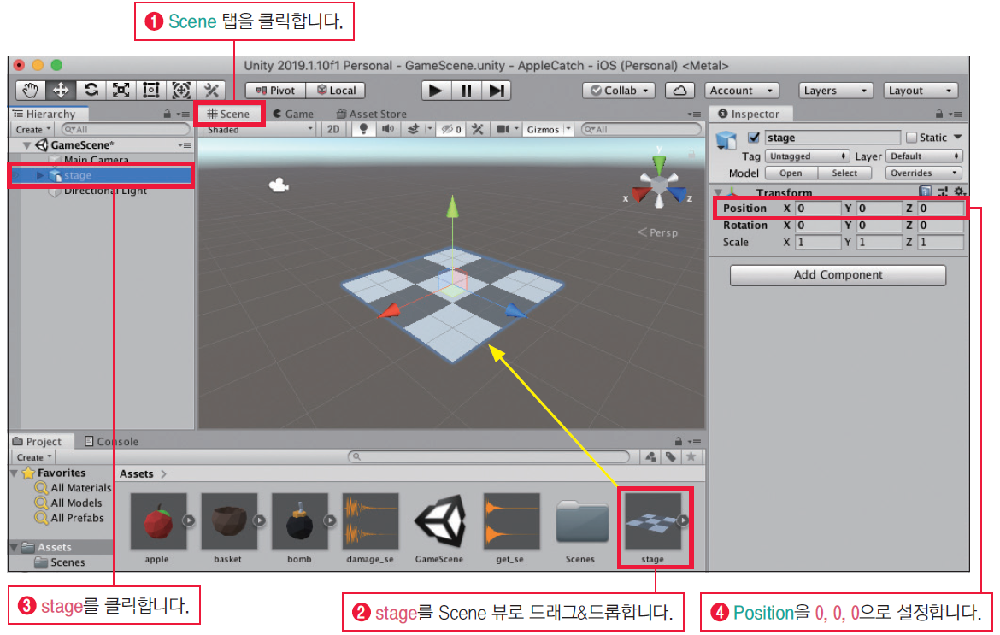 ❶ Scene 탭을 클릭합니다.
Unity 2019.1.10f1 Personal - GameScene.unity - AppleCatch - iOS (Personal) <Metal>
Pivot Local Collab Account Layers Layout
Hierarchy Scene Game Asset Store Inspector
Create All Shaded 2D 0 Gizmos All
GameScene*
Main Camera
stage
Directional Light
y
x
z
Persp
stage Static
Tag Untagged Layer Default
Model Open Select Overrides
Transform
Position X 0 Y 0 Z 0
Rotation X 0 Y 0 Z 0
Scale X 1 Y 1 Z 1
Add Component
Project Console
Create
Favorites
All Materials
All Models
All Prefabs
Assets
Scenes
Assets >
apple basket bomb damage_se GameScene get_se Scenes stage
❸ stage를 클릭합니다.
❷ stage를 Scene 뷰로 드래그&드롭합니다.
❹ Position을 0, 0, 0으로 설정합니다.